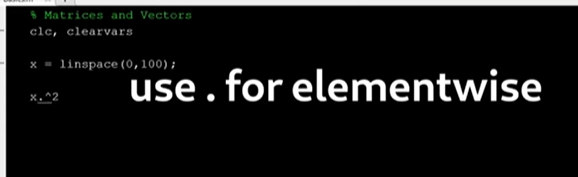 % Matrices and Vectors
clc, clearvars
x = linspace(0,100);
x.^2
use . for elementwise